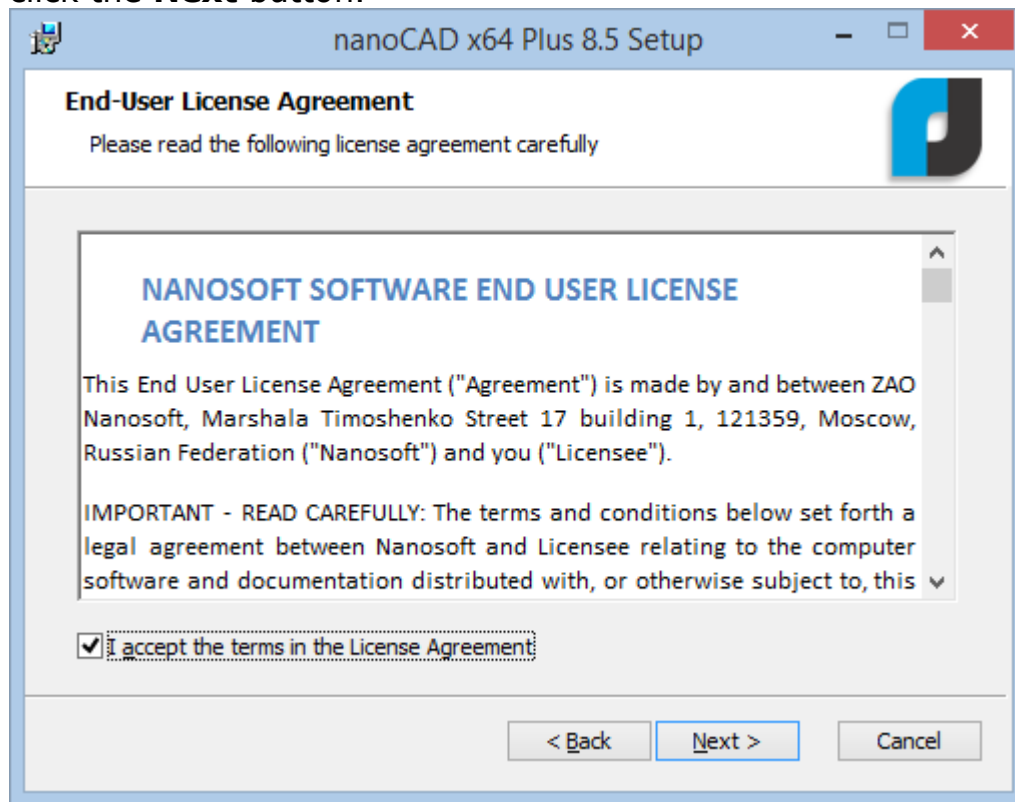 click the Next button.
nanoCAD x64 Plus 8.5 Setup
End-User License Agreement
Please read the following license agreement carefully
NANOSOFT SOFTWARE END USER LICENSE
AGREEMENT
This End User License Agreement ("Agreement") is made by and between ZAO
Nanosoft, Marshala Timoshenko Street 17 building 1, 121359, Moscow,
Russian Federation ("Nanosoft") and you ("Licensee").
IMPORTANT - READ CAREFULLY: The terms and conditions below set forth a
legal agreement between Nanosoft and Licensee relating to the computer
software and documentation distributed with, or otherwise subject to, this
I accept the terms in the License Agreement
< Back Next > Cancel